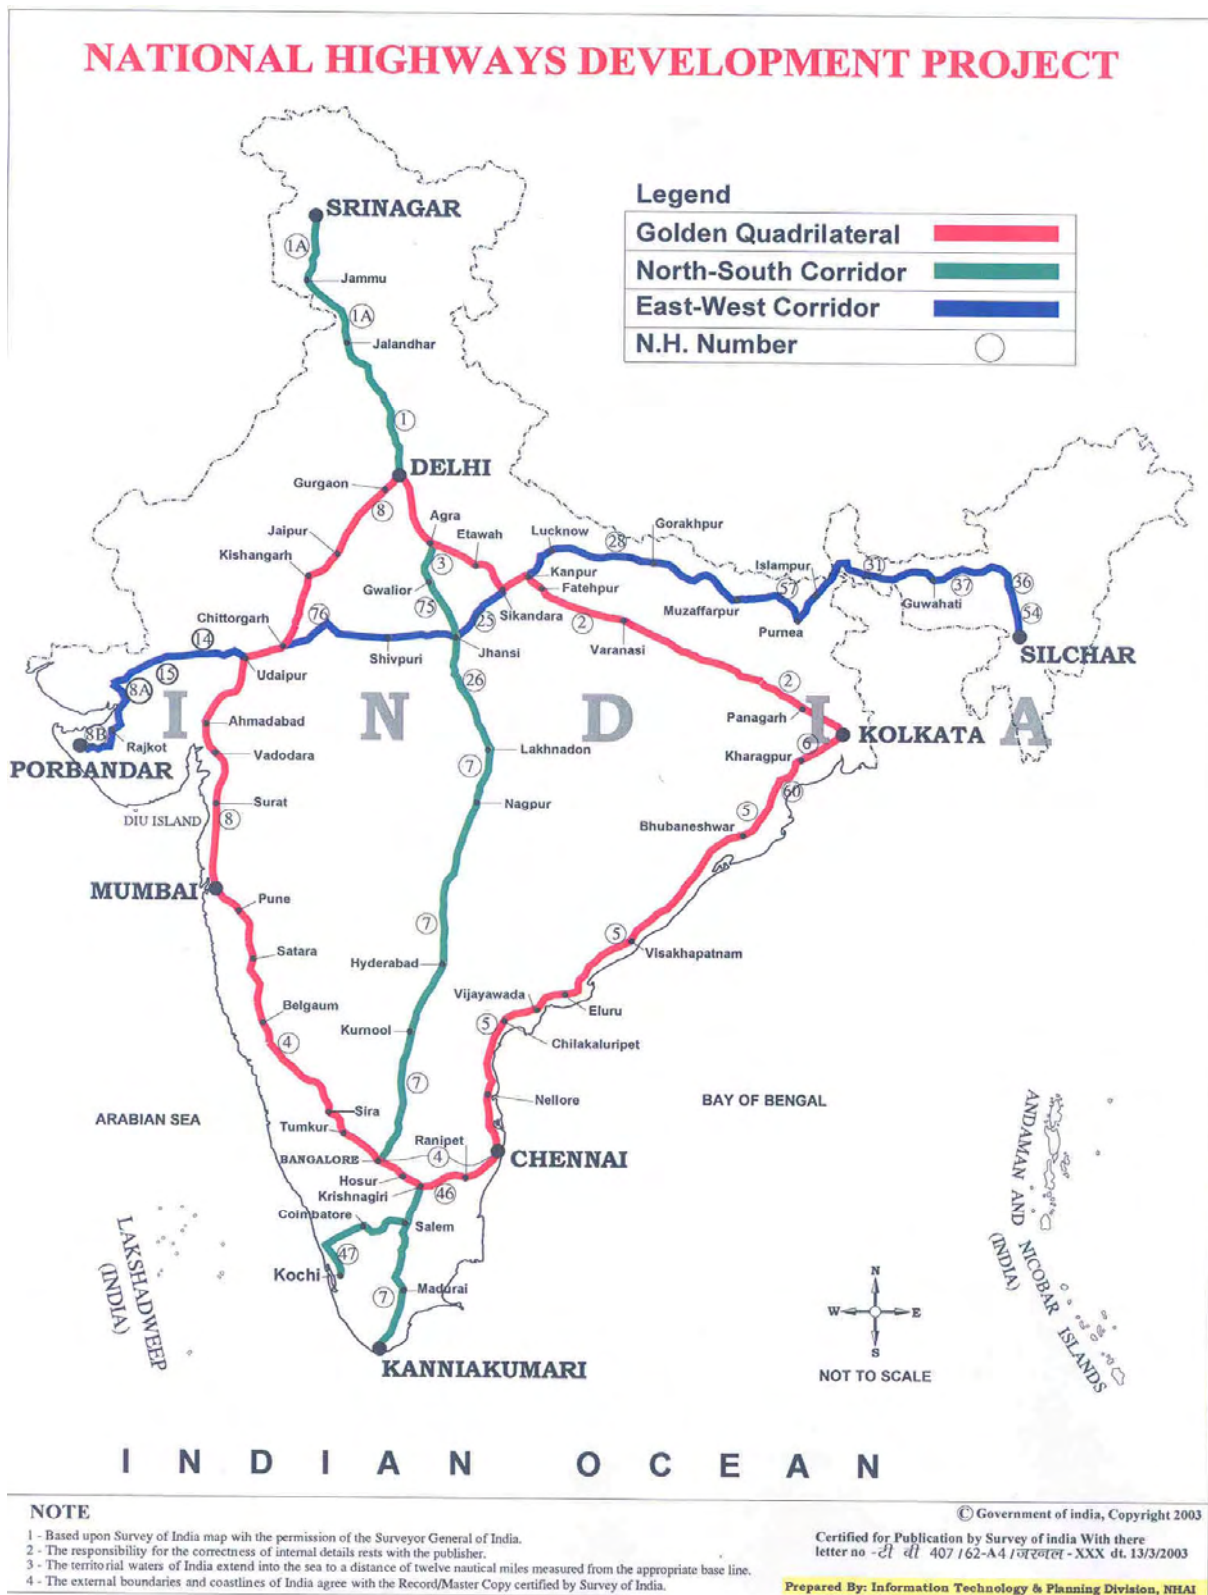 NATIONAL HIGHWAYS DEVELOPMENT PROJECT
Legend
Golden Quadrilateral
North-South Corridor
East-West Corridor
N.H. Number
SRINAGAR
1A
Jammu
1A
Jalandhar
1
DELHI
Gurgaon
8
Agra
Jaipur
Etawah
Lucknow
28
Gorakhpur
Kishangarh
3
Kanpur
Islampur
31
37
36
Gwalior
Fatehpur
57
Guwahati
75
Sikandara
Muzaffarpur
54
Chittorgarh
76
25
2
Purnea
14
Shivpuri
Jhansi
Varanasi
SILCHAR
15
Udaipur
26
2
8A
I N D I A
Ahmadabad
Panagarh
8B
Rajkot
Lakhnadon
6
KOLKATA
PORBANDAR
Vadodara
7
Kharagpur
60
Surat
Nagpur
5
DIU ISLAND
8
Bhubaneshwar
MUMBAI
Pune
7
5
Satara
Hyderabad
Visakhapatnam
Belgaum
Vijayawada
Eluru
4
Kurnool
5
Chilakaluripet
7
Nellore
BAY OF BENGAL
ARABIAN SEA
Sira
Tumkur
Ranipet
BANGALORE
4
CHENNAI
Hosur
Krishnagiri
46
Coimbatore
Salem
47
Kochi
7
Madurai
KANNIAKUMARI
LAKSHADWEEP
(INDIA)
ANDAMAN AND NICOBAR ISLANDS
(INDIA)
N
W E
S
NOT TO SCALE
I N D I A N O C E A N
NOTE
1 - Based upon Survey of India map wih the permission of the Surveyor General of India.
2 - The responsibility for the correctness of internal details rests with the publisher.
3 - The territorial waters of India extend into the sea to a distance of twelve nautical miles measured from the appropriate base line.
4 - The external boundaries and coastlines of India agree with the Record/Master Copy certified by Survey of India.
© Government of india, Copyright 2003
Certified for Publication by Survey of india With there
letter no - टी बी 407/62-A4/ - XXX dt. 13/3/2003
Prepared By: Information Technology & Planning Division, NHAI